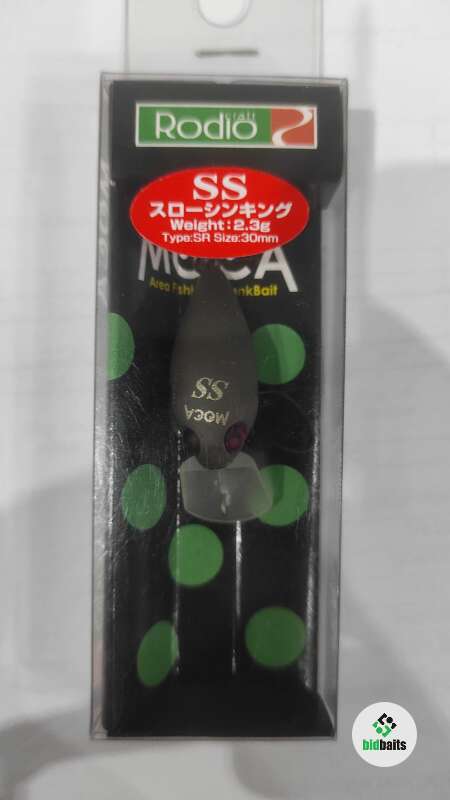 craft
Rodio
SS
スローシンキング
Weight:2.3g
Type:SR Size:30mm
MOCA
SS
MOCA
bidbaits